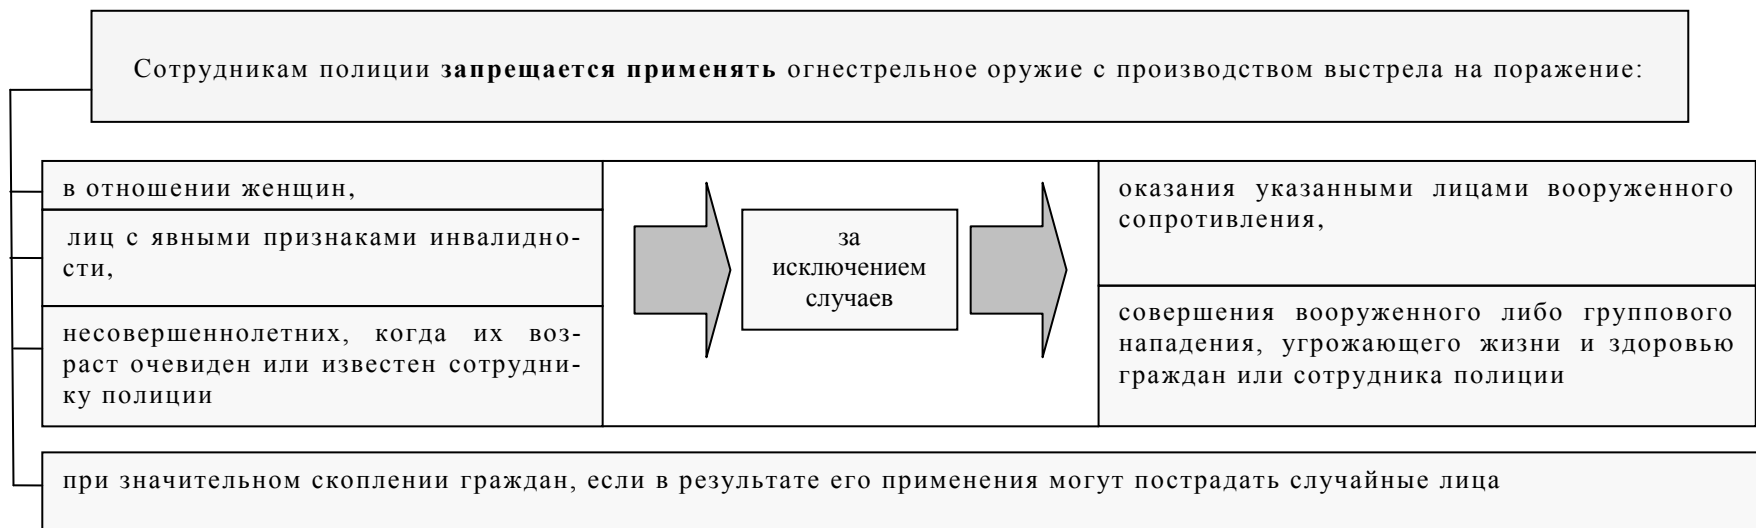 Сотрудникам полиции запрещается применять огнестрельное оружие с производством выстрела на поражение:
в отношении женщин,
лиц с явными признаками инвалидно-
сти,
несовершеннолетних, когда их воз-
раст очевиден или известен сотрудни-
ку полиции
за
исключением
случаев
оказания указанными лицами вооруженного
сопротивления,
совершения вооруженного либо группового
нападения, угрожающего жизни и здоровью
граждан или сотрудника полиции
при значительном скоплении граждан, если в результате его применения могут пострадать случайные лица